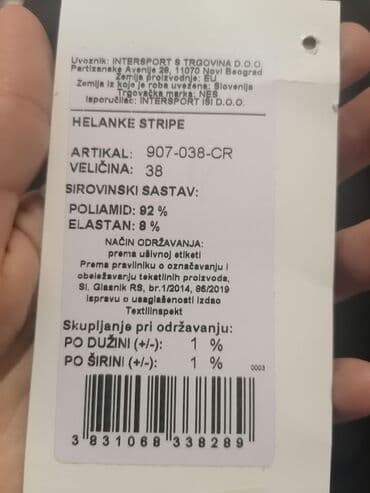 Uvoznik: INTERSPORT S TRGOVINA D.O.O.
Partizanske Avenije 28, 11070 Novi Beograd
Zemlja proizvodnje: EU
Zemlja iz koje je roba uvezena: Slovenija
Trgovačka marka: NES
Isporučilac: INTERSPORT ISI D.O.O.
HELANKE STRIPE
ARTIKAL: 907-038-CR
VELIČINA: 38
SIROVINSKI SASTAV:
POLIAMID: 92 %
ELASTAN: 8 %
NAČIN ODRŽAVANJA:
prema ušivnoj etiketi
Prema pravilniku o označavanju i
obeležavanju tekstilnih proizvoda,
Sl. Glasnik RS, br.1/2014, 86/2019
ispravu o usaglašenosti izdao
Textilinspekt
Skupljanje pri održavanju:
PO DUŽINI (+/-): 1 %
PO ŠIRINI (+/-): 1 %
0003
3 831068 338289